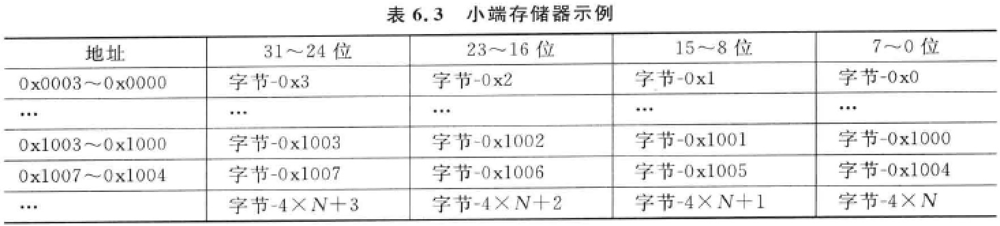 表 6.3 小端存储器示例
地址 31～24 位 23～16 位 15～8 位 7～0 位
0x0003～0x0000 字节-0x3 字节-0x2 字节-0x1 字节-0x0
… … … … …
0x1003～0x1000 字节-0x1003 字节-0x1002 字节-0x1001 字节-0x1000
0x1007～0x1004 字节-0x1007 字节-0x1006 字节-0x1005 字节-0x1004
… 字节-4×N+3 字节-4×N+2 字节-4×N+1 字节-4×N